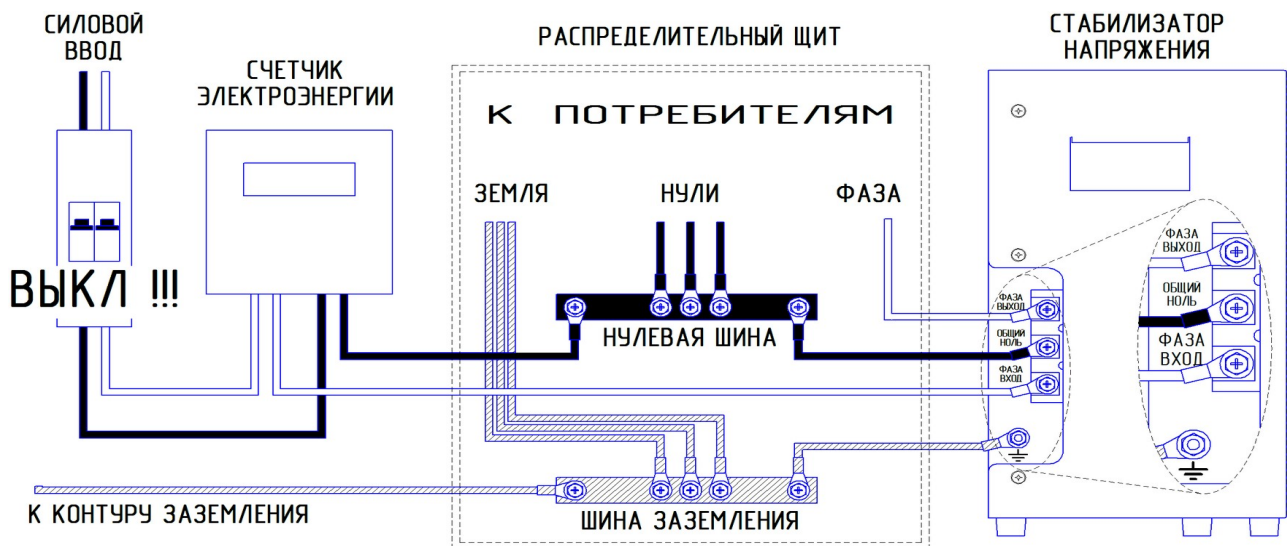 СИЛОВОЙ
ВВОД
СЧЕТЧИК
ЭЛЕКТРОЭНЕРГИИ
РАСПРЕДЕЛИТЕЛЬНЫЙ ЩИТ
СТАБИЛИЗАТОР
НАПРЯЖЕНИЯ
К ПОТРЕБИТЕЛЯМ
ЗЕМЛЯ
НУЛИ
ФАЗА
ВЫКЛ !!!
НУЛЕВАЯ ШИНА
ФАЗА
ВЫХОД
ОБЩИЙ
НОЛЬ
ФАЗА
ВХОД
ФАЗА
ВЫХОД
ОБЩИЙ
НОЛЬ
ФАЗА
ВХОД
К КОНТУРУ ЗАЗЕМЛЕНИЯ
ШИНА ЗАЗЕМЛЕНИЯ